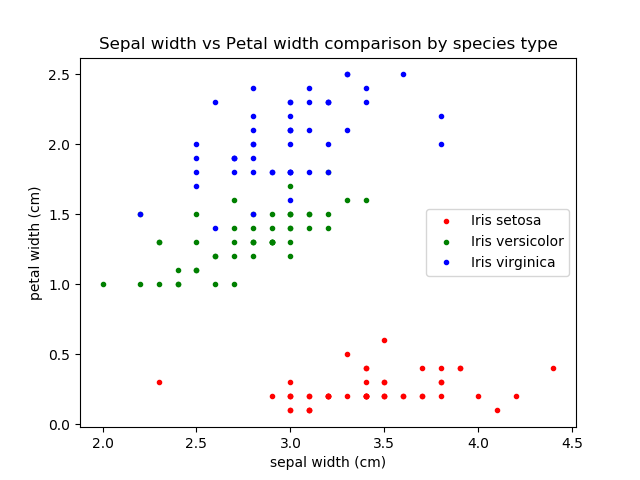 Sepal width vs Petal width comparison by species type
petal width (cm)
2.5
2.0
1.5
1.0
0.5
0.0
Iris setosa
Iris versicolor
Iris virginica
2.0 2.5 3.0 3.5 4.0 4.5
sepal width (cm)